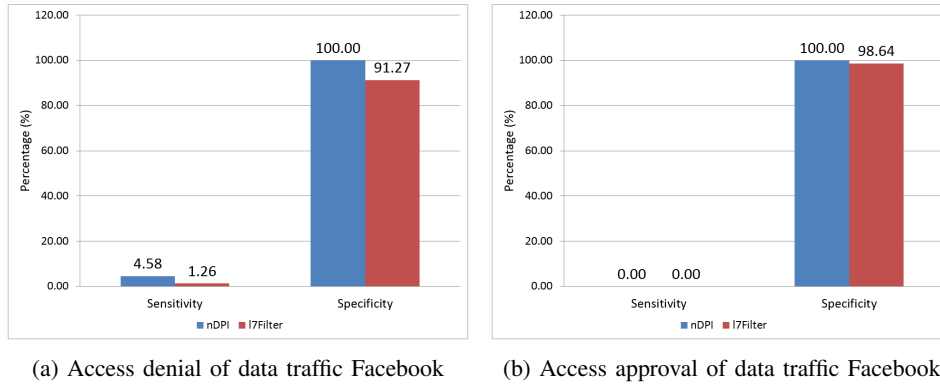 120.00
100.00
80.00
60.00
40.00
20.00
0.00
Percentage (%)
4.58
1.26
100.00
91.27
Sensitivity
Specificity
nDPI
l7Filter
(a) Access denial of data traffic Facebook
120.00
100.00
80.00
60.00
40.00
20.00
0.00
Percentage (%)
0.00
0.00
100.00
98.64
Sensitivity
Specificity
nDPI
l7Filter
(b) Access approval of data traffic Facebook